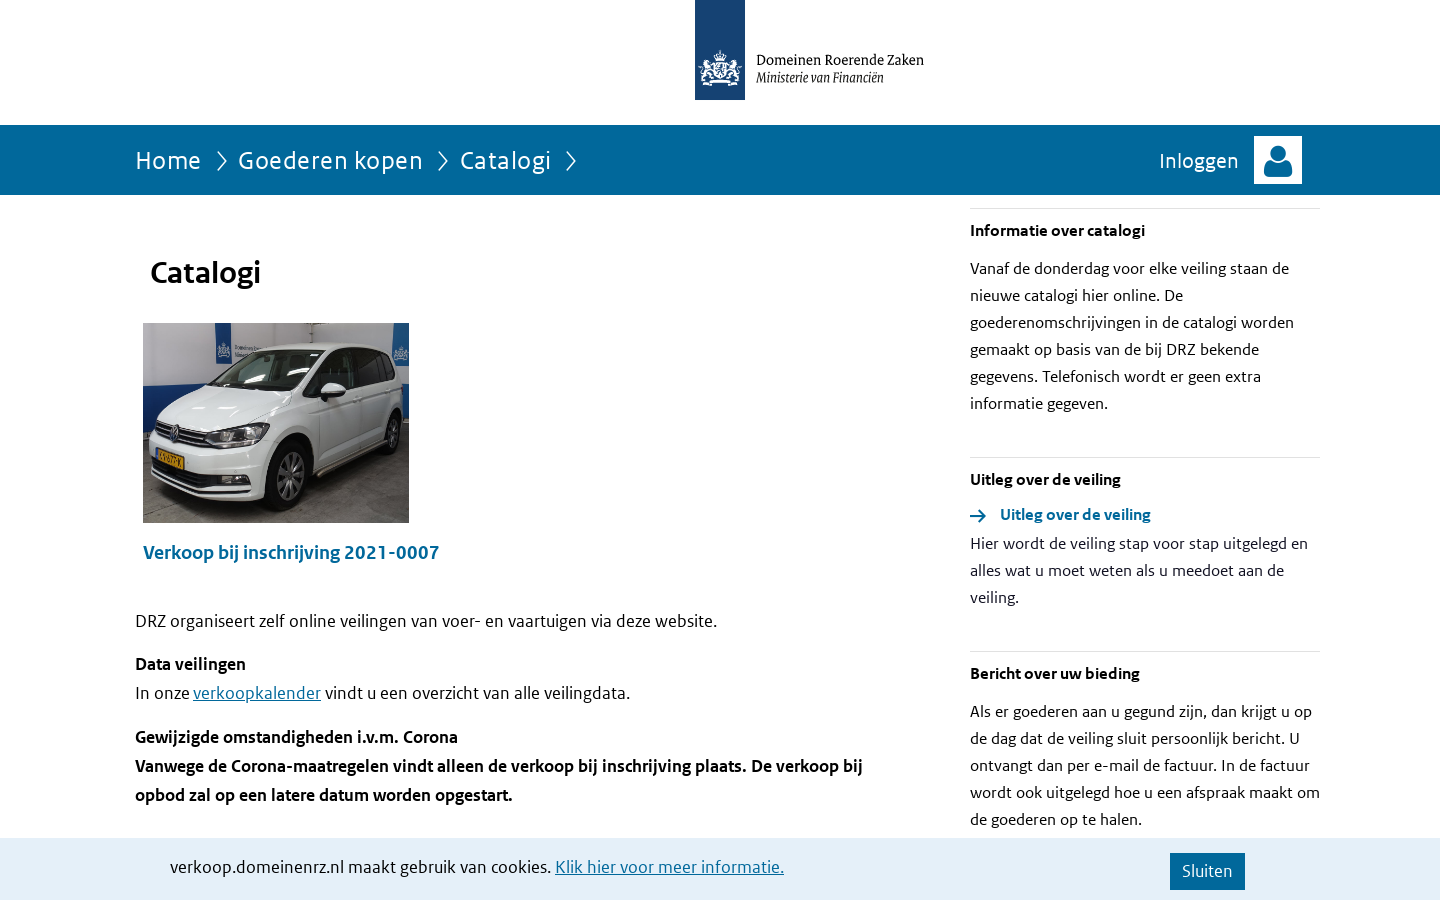 Domeinen Roerende Zaken
Ministerie van Financiën
Home
Goederen kopen
Catalogi
Inloggen
Catalogi
Verkoop bij inschrijving 2021-0007
DRZ organiseert zelf online veilingen van voer- en vaartuigen via deze website.
Data veilingen
In onze verkoopkalender vindt u een overzicht van alle veilingdata.
Gewijzigde omstandigheden i.v.m. Corona
Vanwege de Corona-maatregelen vindt alleen de verkoop bij inschrijving plaats. De verkoop bij
opbod zal op een latere datum worden opgestart.
Informatie over catalogi
Vanaf de donderdag voor elke veiling staan de
nieuwe catalogi hier online. De
goederenomschrijvingen in de catalogi worden
gemaakt op basis van de bij DRZ bekende
gegevens. Telefonisch wordt er geen extra
informatie gegeven.
Uitleg over de veiling
Uitleg over de veiling
Hier wordt de veiling stap voor stap uitgelegd en
alles wat u moet weten als u meedoet aan de
veiling.
Bericht over uw bieding
Als er goederen aan u gegund zijn, dan krijgt u op
de dag dat de veiling sluit persoonlijk bericht. U
ontvangt dan per e-mail de factuur. In de factuur
wordt ook uitgelegd hoe u een afspraak maakt om
de goederen op te halen.
verkoop.domeinenrz.nl maakt gebruik van cookies. Klik hier voor meer informatie.
Sluiten